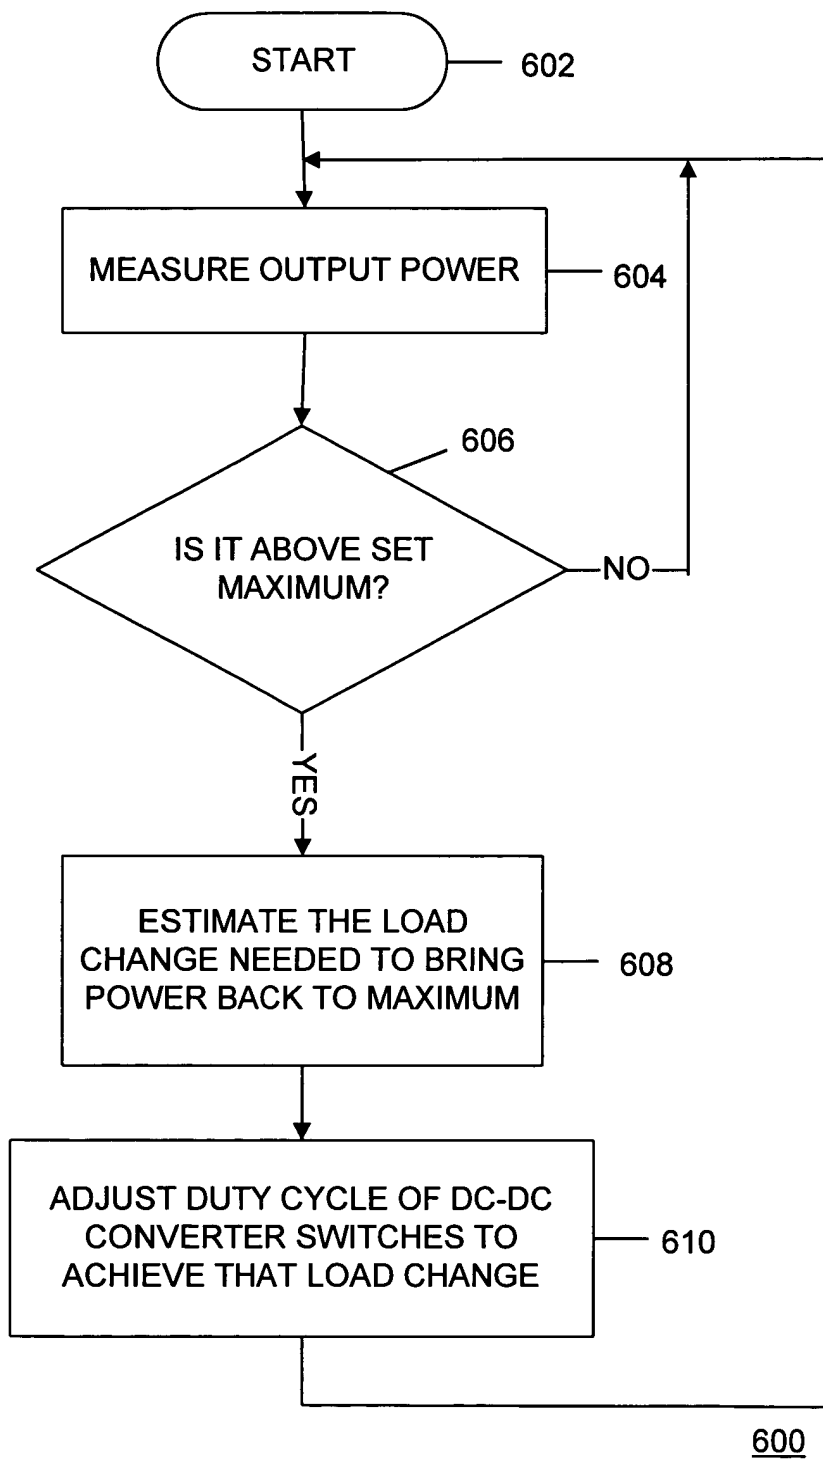 START
602
MEASURE OUTPUT POWER
604
606
IS IT ABOVE SET
MAXIMUM?
NO
YES
ESTIMATE THE LOAD
CHANGE NEEDED TO BRING
POWER BACK TO MAXIMUM
608
ADJUST DUTY CYCLE OF DC-DC
CONVERTER SWITCHES TO
ACHIEVE THAT LOAD CHANGE
610
600